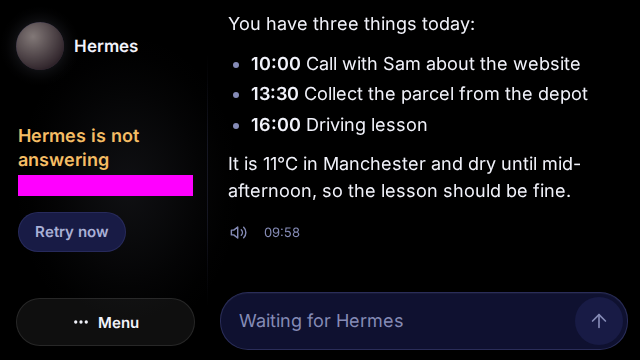 Hermes
Hermes is not
answering
Retry now
Menu
You have three things today:
10:00 Call with Sam about the website
13:30 Collect the parcel from the depot
16:00 Driving lesson
It is 11°C in Manchester and dry until mid-
afternoon, so the lesson should be fine.
09:58
Waiting for Hermes